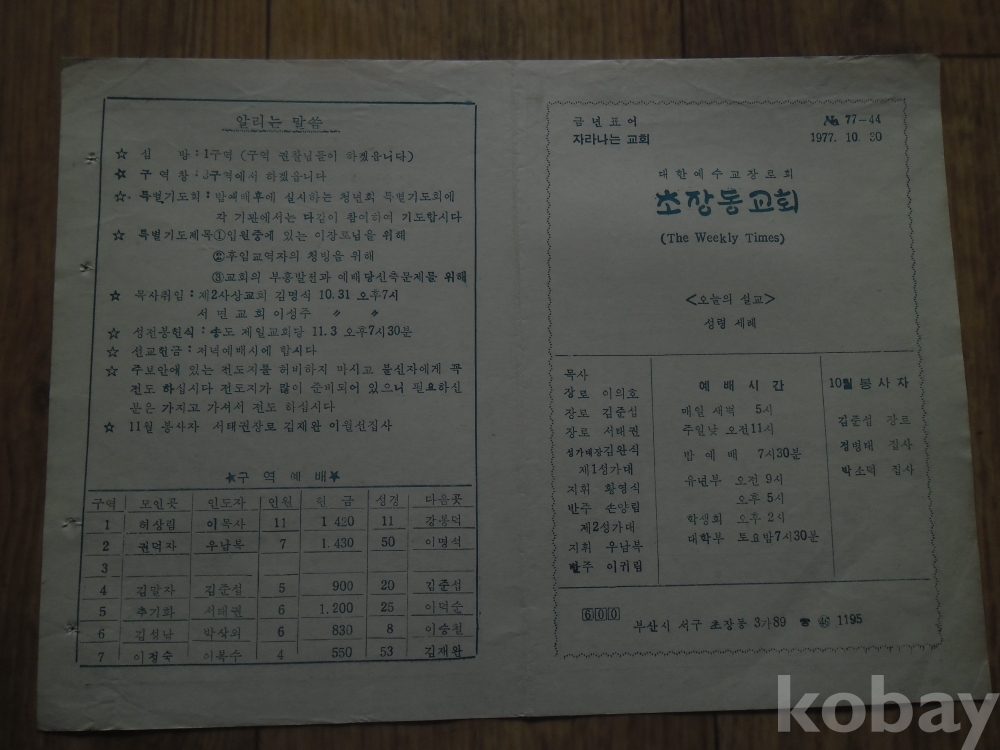 알리는 말씀
☆ 심 방 : 1구역 (구역 권찰님들이 하겠읍니다)
☆ 구역찰 : 3구역에서 하겠읍니다
☆ 특별기도회 : 밤예배후에 실시하는 청년회 특별기도회에
각 기관에서는 다같이 참여하여 기도합시다
☆ 특별기도제목 ①입원중에 있는 이장로님을 위해
②후임교역자의 청빙을 위해
③교회의 부흥발전과 예배당신축문제를 위해
☆ 목사취임 : 제2사상교회 김명식 10.31 오후7시
서면교회 이성주 〃 〃
☆ 성전봉헌식 : 송도 제일교회당 11.3 오후7시30분
☆ 선교헌금 : 저녁예배시에 합시다
☆ 주보안에 있는 전도지를 허비하지 마시고 불신자에게 꼭
전도 하십시다 전도지가 많이 준비되어 있으니 필요하신
분은 가지고 가셔서 전도 하십시다
☆ 11월 봉사자 서태권장로 김재완 이월선집사
★구역예배★
구역 모인곳 인도자 인원 헌금 성경 다음곳
1 허상림 이목사 11 1 420 11 갈봉덕
2 권덕자 우남복 7 1.430 50 이명석
3
4 김말자 김준섭 5 900 20 김준섭
5 추기화 서태권 6 1.200 25 이덕순
6 김성남 박상외 6 830 8 이승철
7 이정숙 이복수 4 550 53 김재완
금년표어
자라나는 교회
№ 77-44
1977. 10. 30
대한예수교장로회
초장동교회
(The Weekly Times)
<오늘의 설교>
성령 세례
목사
장로 이의호
장로 김준섭
장로 서태권
성가대장김완식
제1성가대
지휘 황영식
반주 손양림
제2성가대
지휘 우남복
반주 이귀림
예배시간
매일 새벽 5시
주일낮 오전11시
밤예배 7시30분
유년부 오전 9시
오후 5시
학생회 오후 2시
대학부 토요밤7시30분
10월 봉사자
김준섭 장로
정병태 집사
박소덕 집사
600
부산시 서구 초장동 3가89 ☎ ㊻ 1195
kobay